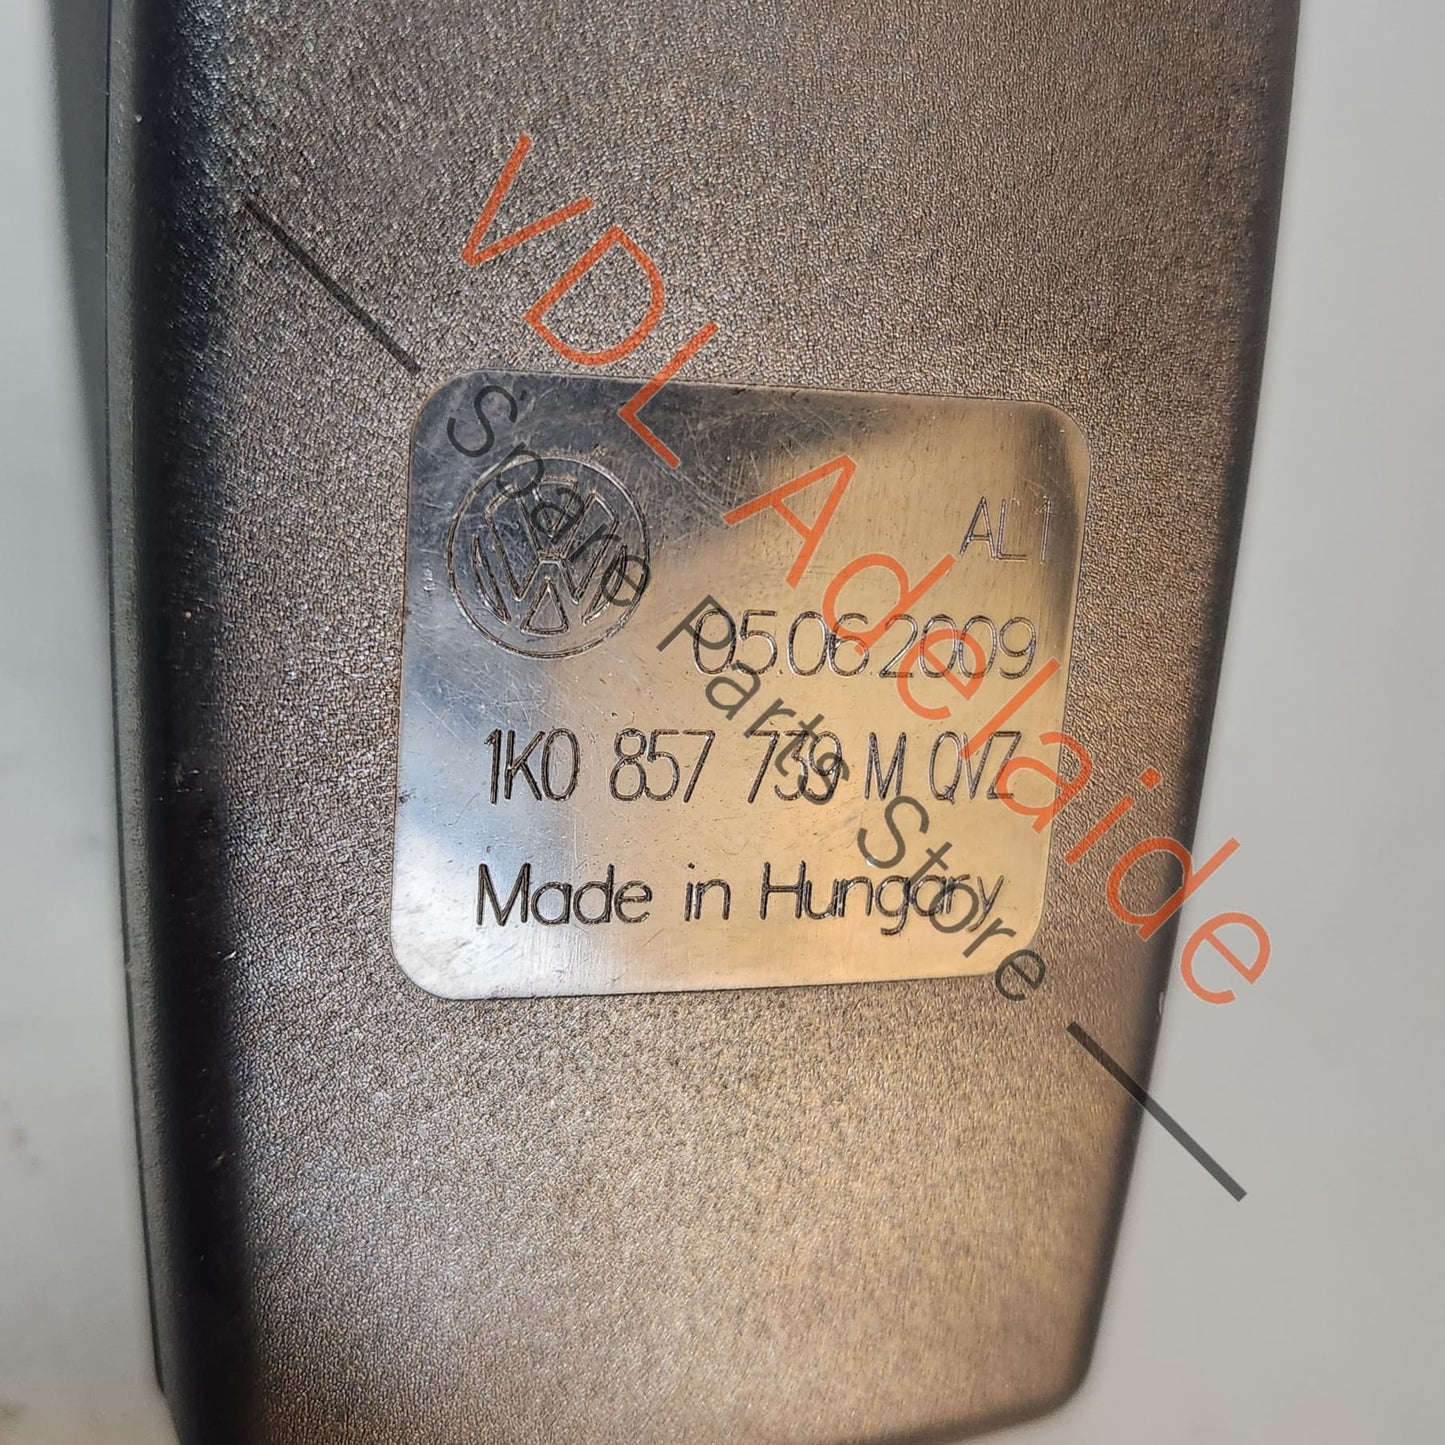 VDL Adelaide
Spare Parts Store
AL1
05.06.2009
1K0 857 739 M QVZ
Made in Hungary